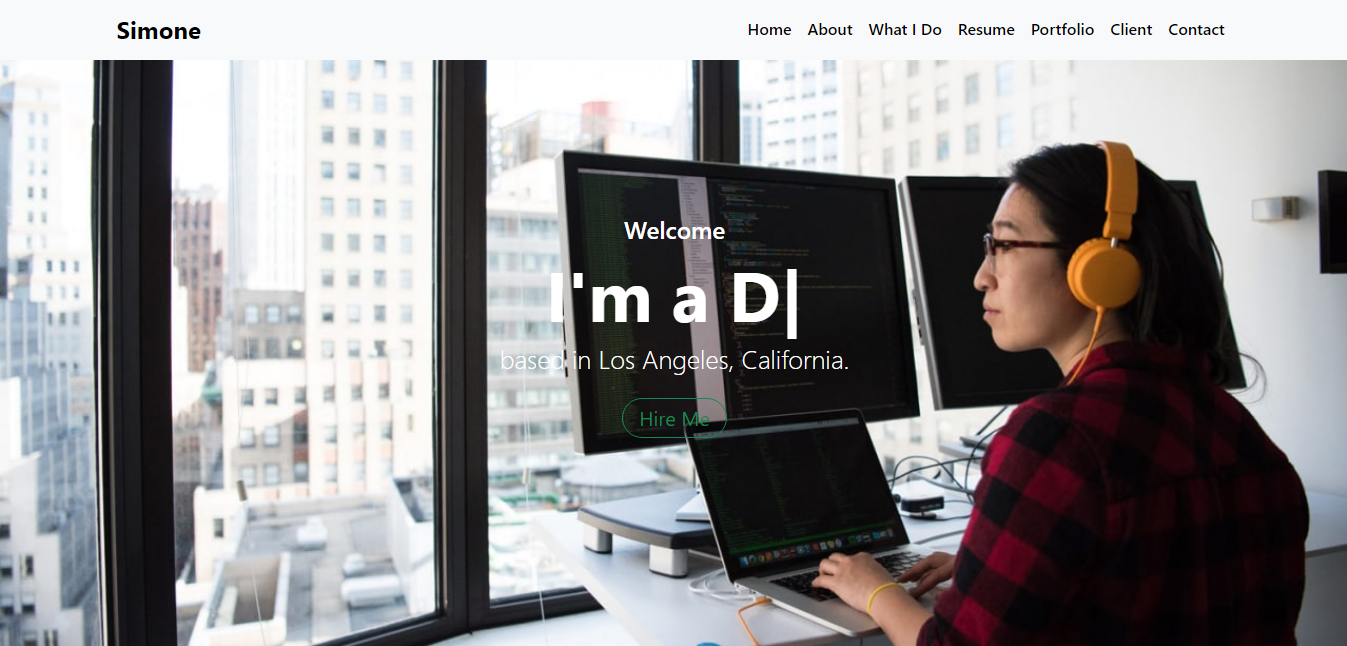 Simone
Home About What I Do Resume Portfolio Client Contact
Welcome
I'm a D|
based in Los Angeles, California.
Hire Me